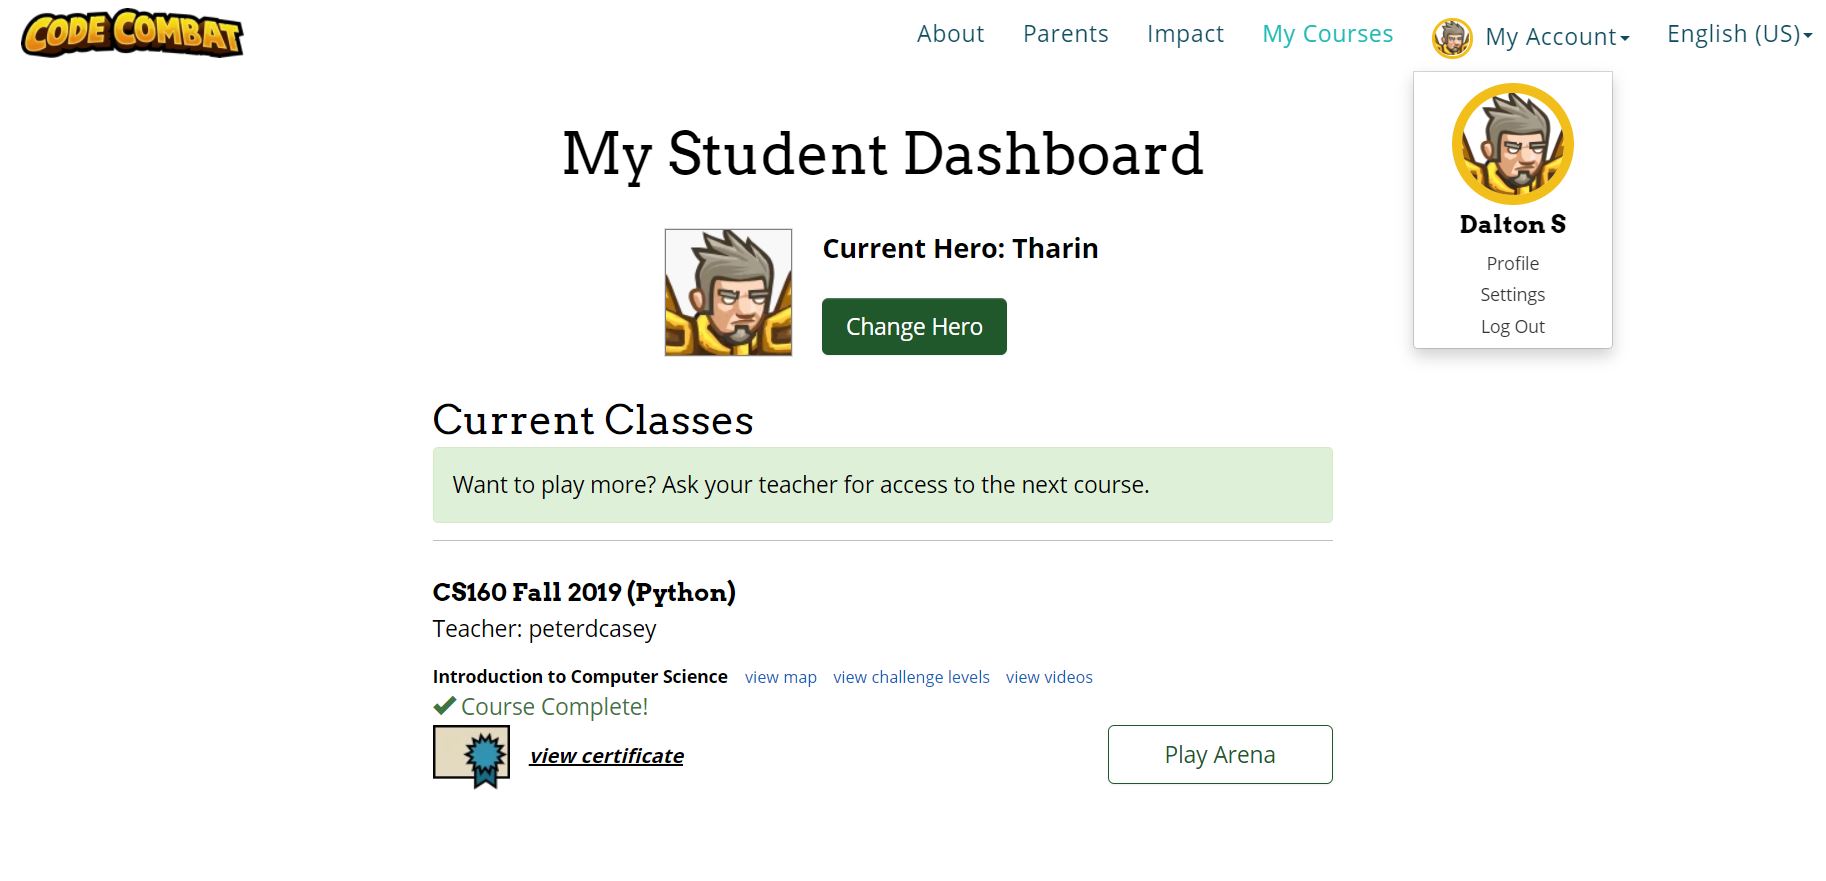 CODE COMBAT
About Parents Impact My Courses My Account English (US)
Dalton S
Profile
Settings
Log Out
My Student Dashboard
Current Hero: Tharin
Change Hero
Current Classes
Want to play more? Ask your teacher for access to the next course.
CS160 Fall 2019 (Python)
Teacher: peterdcasey
Introduction to Computer Science view map view challenge levels view videos
Course Complete!
view certificate
Play Arena